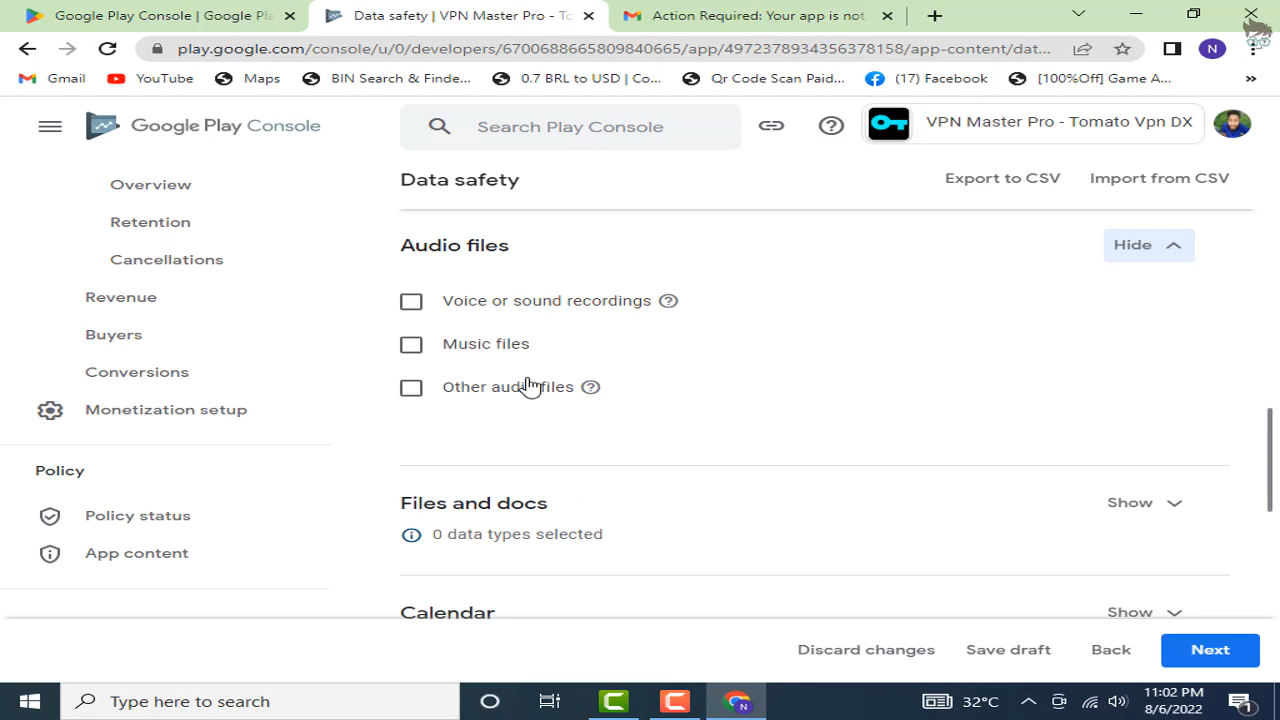 Google Play Console | Google Pla
Data safety | VPN Master Pro - To
Action Required: Your app is not
play.google.com/console/u/0/developers/6700688665809840665/app/4972378934356378158/app-content/dat...
N
Gmail
YouTube
Maps
BIN Search & Finde...
0.7 BRL to USD | Co...
Qr Code Scan Paid...
(17) Facebook
[100%Off] Game A...
»
Google Play Console
Search Play Console
VPN Master Pro - Tomato Vpn DX
Overview
Retention
Cancellations
Revenue
Buyers
Conversions
Monetization setup
Policy
Policy status
App content
Data safety
Export to CSV
Import from CSV
Audio files
Hide
Voice or sound recordings
Music files
Other audio files
Files and docs
Show
0 data types selected
Calendar
Show
Discard changes
Save draft
Back
Next
Type here to search
N
32°C
11:02 PM
8/6/2022
1